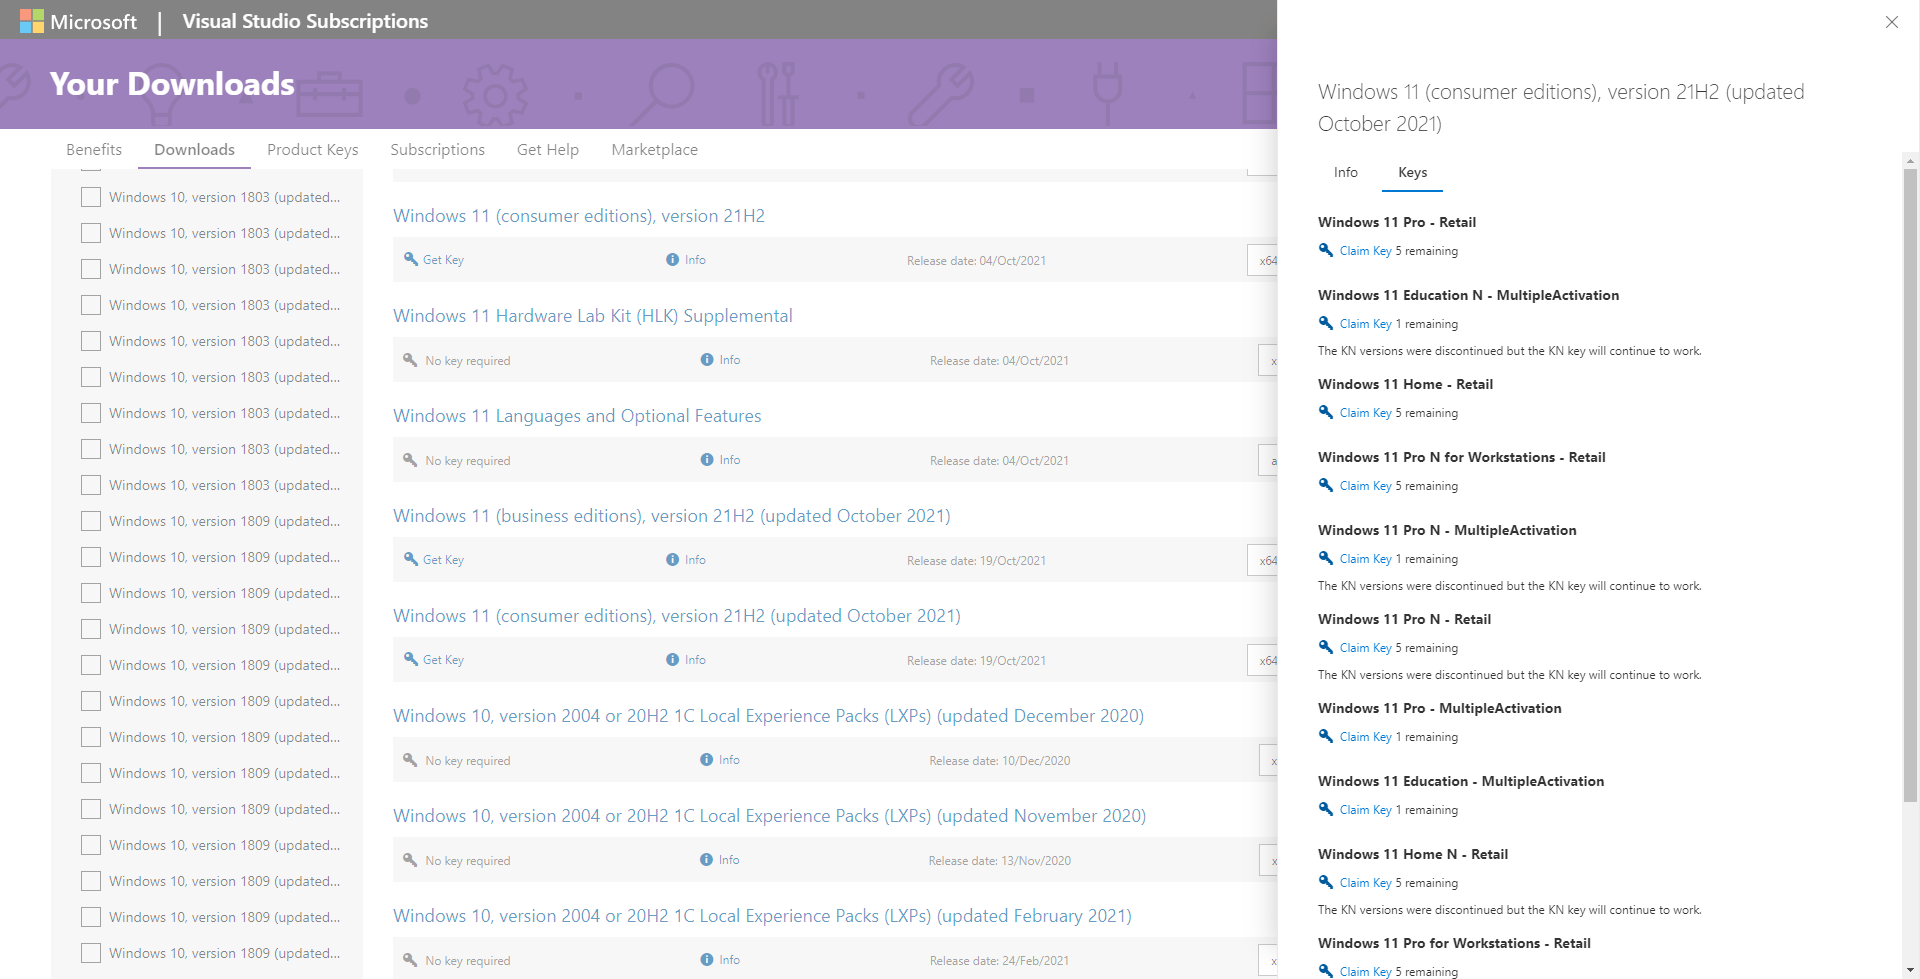 Microsoft | Visual Studio Subscriptions
Your Downloads
Benefits Downloads Product Keys Subscriptions Get Help Marketplace
Windows 10, version 1803 (updated...
Windows 10, version 1803 (updated...
Windows 10, version 1803 (updated...
Windows 10, version 1803 (updated...
Windows 10, version 1803 (updated...
Windows 10, version 1803 (updated...
Windows 10, version 1803 (updated...
Windows 10, version 1803 (updated...
Windows 10, version 1803 (updated...
Windows 10, version 1809 (updated...
Windows 10, version 1809 (updated...
Windows 10, version 1809 (updated...
Windows 10, version 1809 (updated...
Windows 10, version 1809 (updated...
Windows 10, version 1809 (updated...
Windows 10, version 1809 (updated...
Windows 10, version 1809 (updated...
Windows 10, version 1809 (updated...
Windows 10, version 1809 (updated...
Windows 10, version 1809 (updated...
Windows 10, version 1809 (updated...
Windows 10, version 1809 (updated...
Windows 11 (consumer editions), version 21H2
Get Key Info Release date: 04/Oct/2021 x64
Windows 11 Hardware Lab Kit (HLK) Supplemental
No key required Info Release date: 04/Oct/2021 x
Windows 11 Languages and Optional Features
No key required Info Release date: 04/Oct/2021 a
Windows 11 (business editions), version 21H2 (updated October 2021)
Get Key Info Release date: 19/Oct/2021 x64
Windows 11 (consumer editions), version 21H2 (updated October 2021)
Get Key Info Release date: 19/Oct/2021 x64
Windows 10, version 2004 or 20H2 1C Local Experience Packs (LXPs) (updated December 2020)
No key required Info Release date: 10/Dec/2020 x
Windows 10, version 2004 or 20H2 1C Local Experience Packs (LXPs) (updated November 2020)
No key required Info Release date: 13/Nov/2020 x
Windows 10, version 2004 or 20H2 1C Local Experience Packs (LXPs) (updated February 2021)
No key required Info Release date: 24/Feb/2021 x
Windows 11 (consumer editions), version 21H2 (updated
October 2021)
Info Keys
Windows 11 Pro - Retail
Claim Key 5 remaining
Windows 11 Education N - MultipleActivation
Claim Key 1 remaining
The KN versions were discontinued but the KN key will continue to work.
Windows 11 Home - Retail
Claim Key 5 remaining
Windows 11 Pro N for Workstations - Retail
Claim Key 5 remaining
Windows 11 Pro N - MultipleActivation
Claim Key 1 remaining
The KN versions were discontinued but the KN key will continue to work.
Windows 11 Pro N - Retail
Claim Key 5 remaining
The KN versions were discontinued but the KN key will continue to work.
Windows 11 Pro - MultipleActivation
Claim Key 1 remaining
Windows 11 Education - MultipleActivation
Claim Key 1 remaining
Windows 11 Home N - Retail
Claim Key 5 remaining
The KN versions were discontinued but the KN key will continue to work.
Windows 11 Pro for Workstations - Retail
Claim Key 5 remaining